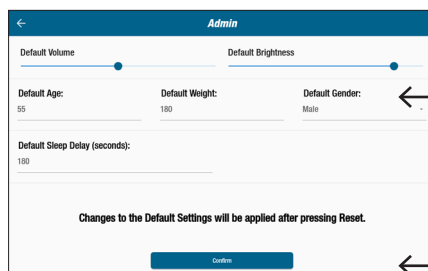 Admin
Default Volume Default Brightness
Default Age: Default Weight: Default Gender:
55 180 Male
Default Sleep Delay (seconds):
180
Changes to the Default Settings will be applied after pressing Reset.
Confirm